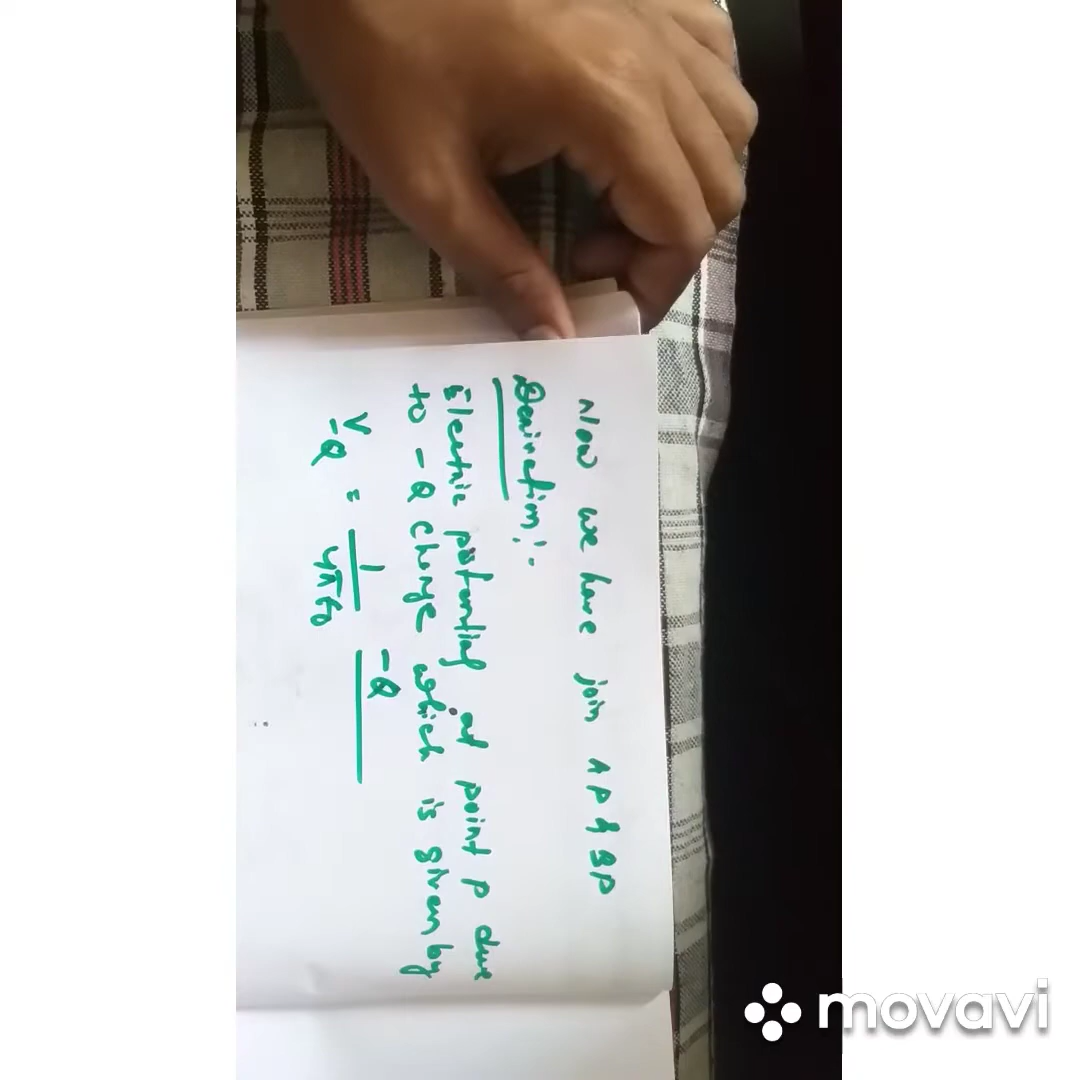 Now we have join AP & BP
Derivation:-
Electric potential at point P due
to -Q charge which is given by
V-Q = 1/4πε0 -Q
movavi